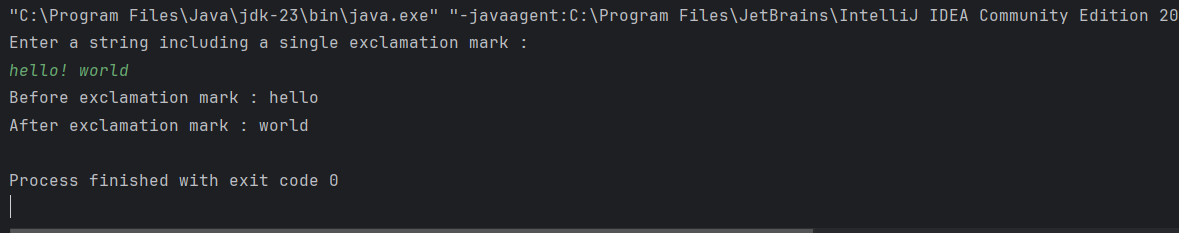 "C:\Program Files\Java\jdk-23\bin\java.exe" "-javaagent:C:\Program Files\JetBrains\IntelliJ IDEA Community Edition 20
Enter a string including a single exclamation mark :
hello! world
Before exclamation mark : hello
After exclamation mark : world
Process finished with exit code 0